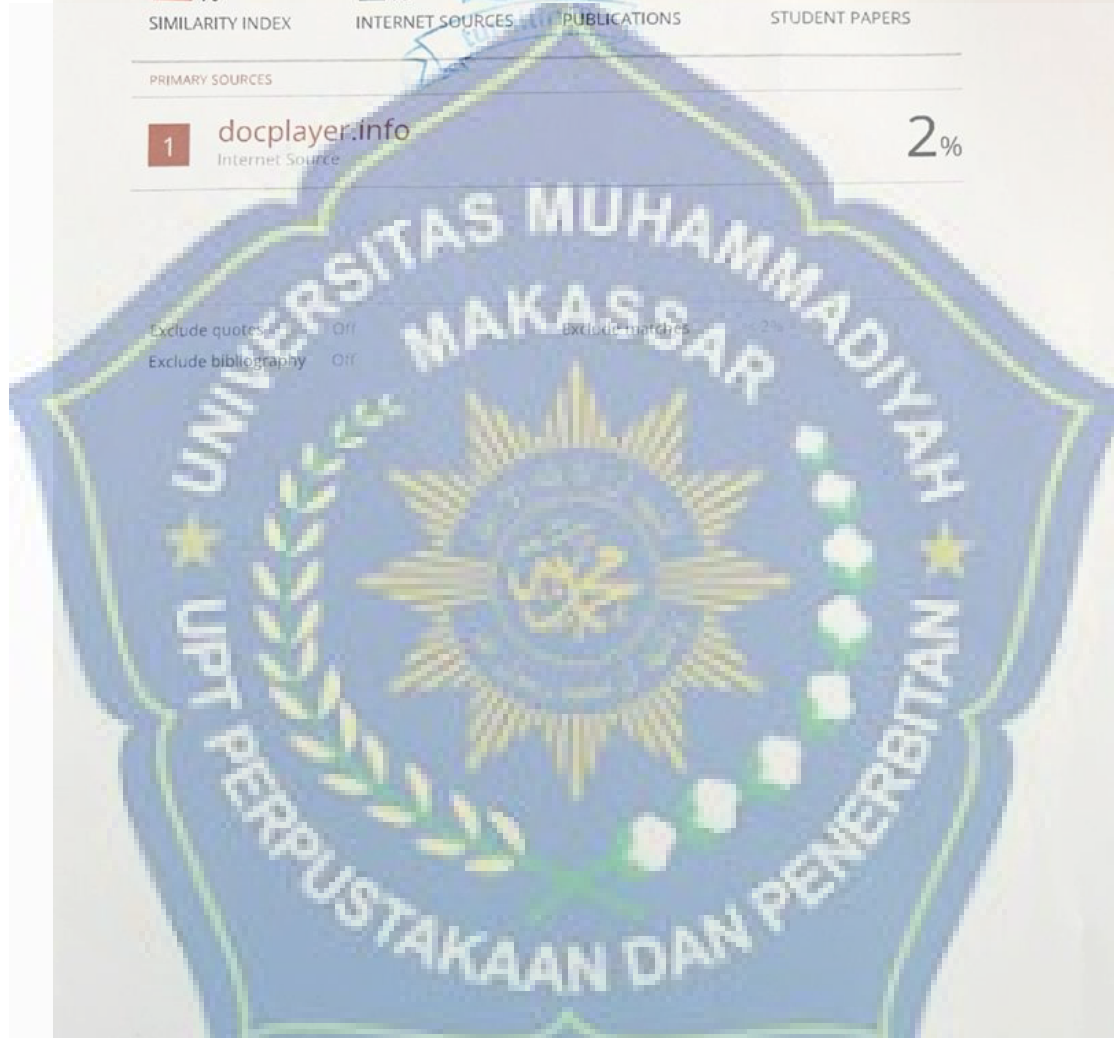 SIMILARITY INDEX
INTERNET SOURCES
PUBLICATIONS
STUDENT PAPERS
PRIMARY SOURCES
1
docplayer.info
Internet Source
2%
Exclude quotes Off
Exclude matches < 2%
Exclude bibliography Off
UNIVERSITAS MUHAMMADIYAH
MAKASSAR
UPT PERPUSTAKAAN DAN PENERBITAN